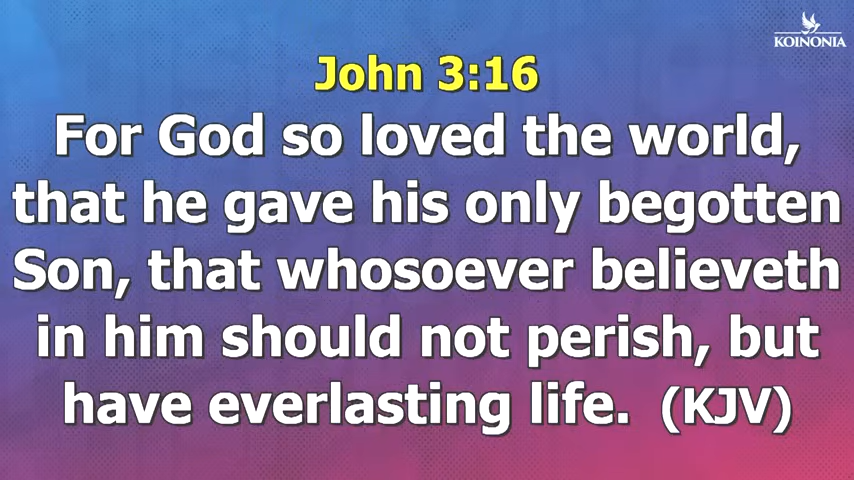 KOINONIA
John 3:16
For God so loved the world,
that he gave his only begotten
Son, that whosoever believeth
in him should not perish, but
have everlasting life. (KJV)